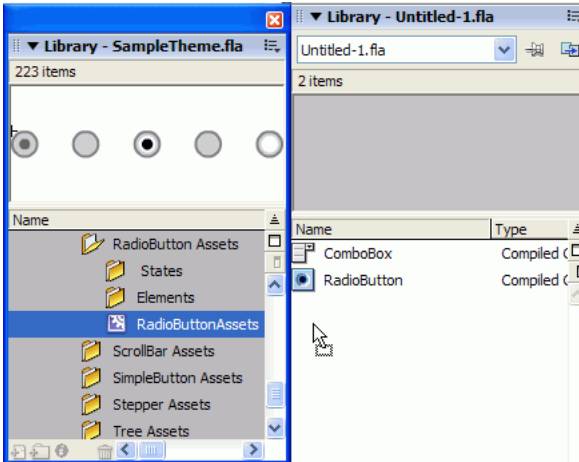 Library - SampleTheme.fla
223 items
Name
RadioButton Assets
States
Elements
RadioButtonAssets
ScrollBar Assets
SimpleButton Assets
Stepper Assets
Tree Assets
Library - Untitled-1.fla
Untitled-1.fla
2 items
Name Type
ComboBox Compiled
RadioButton Compiled